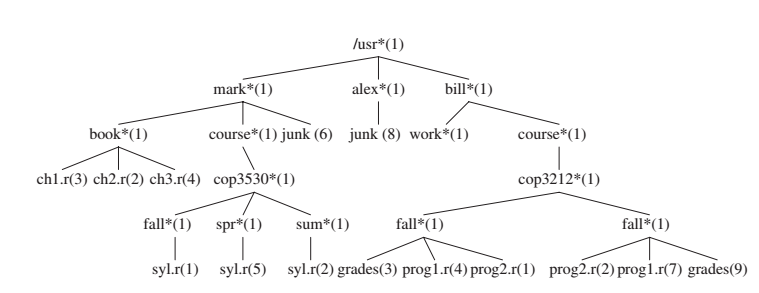 /usr*(1)
mark*(1) alex*(1) bill*(1)
book*(1) course*(1) junk (6) junk (8) work*(1) course*(1)
ch1.r(3) ch2.r(2) ch3.r(4) cop3530*(1) cop3212*(1)
fall*(1) spr*(1) sum*(1) fall*(1) fall*(1)
syl.r(1) syl.r(5) syl.r(2) grades(3) prog1.r(4) prog2.r(1) prog2.r(2) prog1.r(7) grades(9)